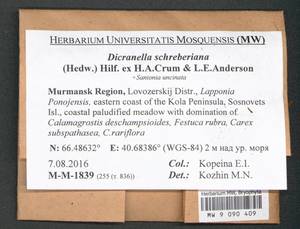 HERBARIUM UNIVERSITATIS MOSQUENSIS (MW)
Dicranella schreberiana
(Hedw.) Hilf. ex H.A.Crum & L.E.Anderson
+Sanionia uncinata
Murmansk Region, Lovozerskij Distr., Lapponia
Ponojensis, eastern coast of the Kola Peninsula, Sosnovets
Isl., coastal paludified meadow with domination of
Calamagrostis deschampsioides, Festuca rubra, Carex
subspathacea, C.rariflora
N: 66.48632° E: 40.68386° (WGS-84) 2 м над ур. моря
7.08.2016 Col.: Kopeina E.I.
M-M-1839 (255 (т. 836)) Det.: Kozhin M.N.
Herbarium MW, Bryophyta
MW 9 090 409